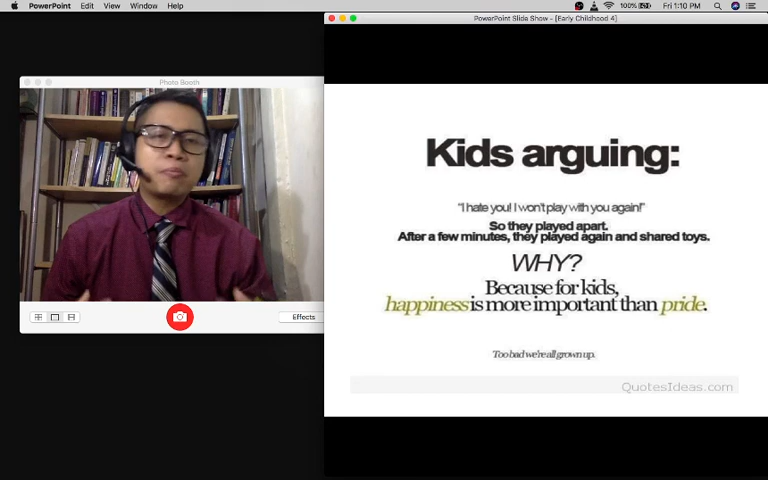 PowerPoint Edit View Window Help
100% Fri 1:10 PM
PowerPoint Slide Show - [Early Childhood 4]
Photo Booth
Kids arguing:
"I hate you! I won't play with you again!"
So they played apart.
After a few minutes, they played again and shared toys.
WHY?
Because for kids,
happiness is more important than pride.
Too bad we're all grown up.
QuotesIdeas.com
Effects